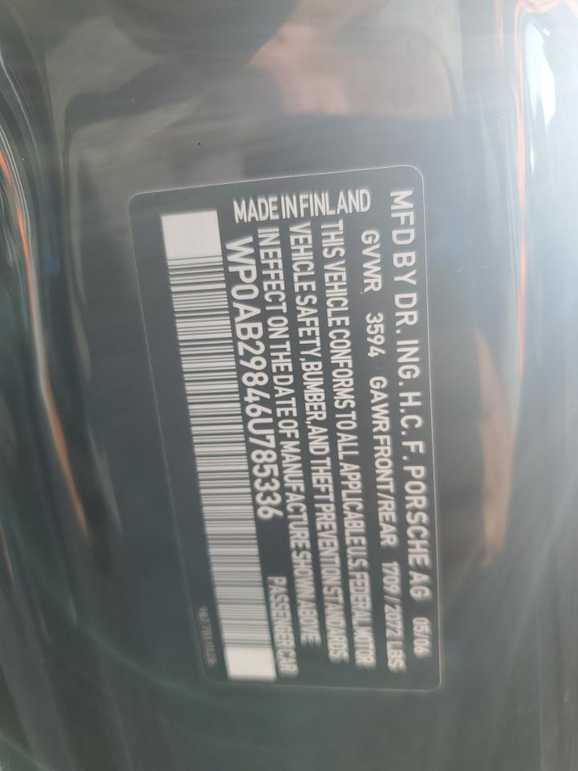 MFD BY DR. ING. H.C. F. PORSCHE AG 05/06
GVWR 3594 GAWR FRONT/REAR 1709 / 2072 LBS
THIS VEHICLE CONFORMS TO ALL APPLICABLE U.S. FEDERAL MOTOR
VEHICLE SAFETY, BUMBER, AND THEFT PREVENTION STANDARDS
IN EFFECT ON THE DATE OF MANUFACTURE SHOWN ABOVE
MADE IN FINLAND
WP0AB29846U785336 PASSENGER CAR